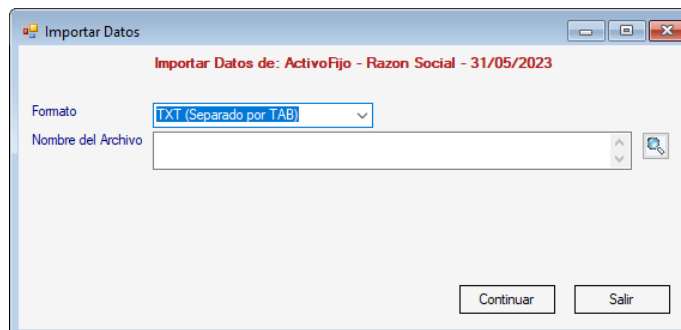 Importar Datos
Importar Datos de: ActivoFijo - Razon Social - 31/05/2023
Formato
TXT (Separado por TAB)
Nombre del Archivo
Continuar
Salir